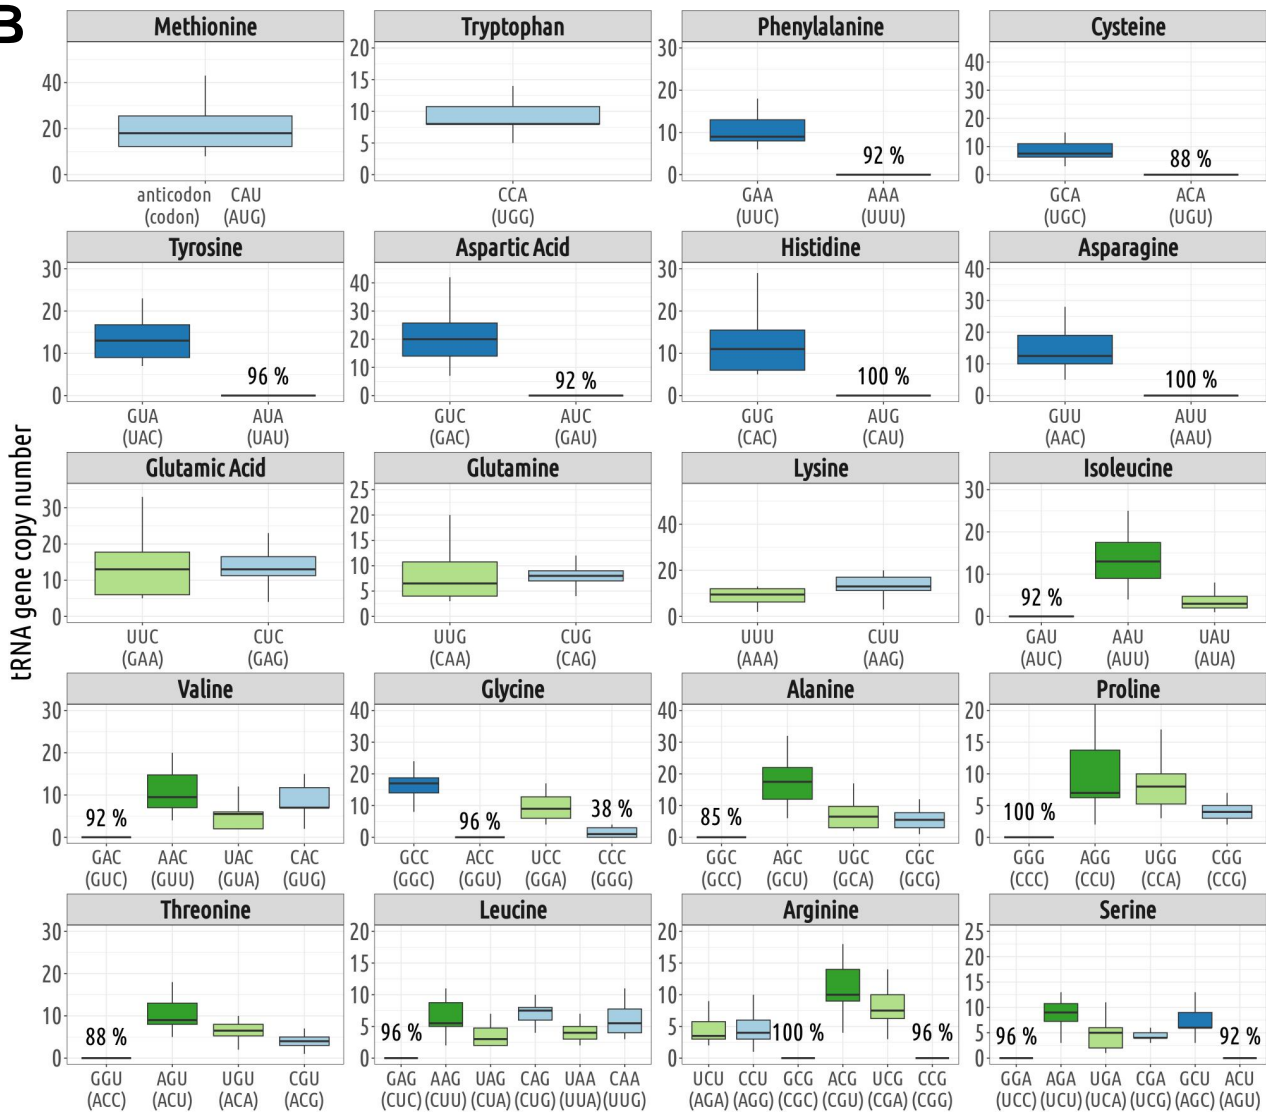 B
tRNA gene copy number
Methionine Tryptophan Phenylalanine Cysteine
40 20 0
20 15 10 5 0
30 20 10 0
40 30 20 10 0
92 % 88 %
anticodon CAU CCA GAA AAA GCA ACA
(codon) (AUG) (UGG) (UUC) (UUU) (UGC) (UGU)
Tyrosine Aspartic Acid Histidine Asparagine
30 20 10 0
40 30 20 10 0
30 20 10 0
40 30 20 10 0
96 % 92 % 100 % 100 %
GUA AUA GUC AUC GUG AUG GUU AUU
(UAC) (UAU) (GAC) (GAU) (CAC) (CAU) (AAC) (AAU)
Glutamic Acid Glutamine Lysine Isoleucine
30 20 10 0
25 20 15 10 5 0
40 20 0
30 20 10 0
92 %
UUC CUC UUG CUG UUU CUU GAU AAU UAU
(GAA) (GAG) (CAA) (CAG) (AAA) (AAG) (AUC) (AUU) (AUA)
Valine Glycine Alanine Proline
30 20 10 0
40 30 20 10 0
40 30 20 10 0
20 15 10 5 0
92 % 96 % 38 % 85 % 100 %
GAC AAC UAC CAC GCC ACC UCC CCC GGC AGC UGC CGC GGG AGG UGG CGG
(GUC) (GUU) (GUA) (GUG) (GGC) (GGU) (GGA) (GGG) (GCC) (GCU) (GCA) (GCG) (CCC) (CCU) (CCA) (CCG)
Threonine Leucine Arginine Serine
30 20 10 0
20 15 10 5 0
20 15 10 5 0
25 20 15 10 5 0
88 % 96 % 100 % 96 % 96 % 92 %
GGU AGU UGU CGU GAG AAG UAG CAG UAA CAA UCU CCU GCG ACG UCG CCG GGA AGA UGA CGA GCU ACU
(ACC) (ACU) (ACA) (ACG) (CUC) (CUU) (CUA) (CUG) (UUA) (UUG) (AGA) (AGG) (CGC) (CGU) (CGA) (CGG) (UCC) (UCU) (UCA) (UCG) (AGC) (AGU)